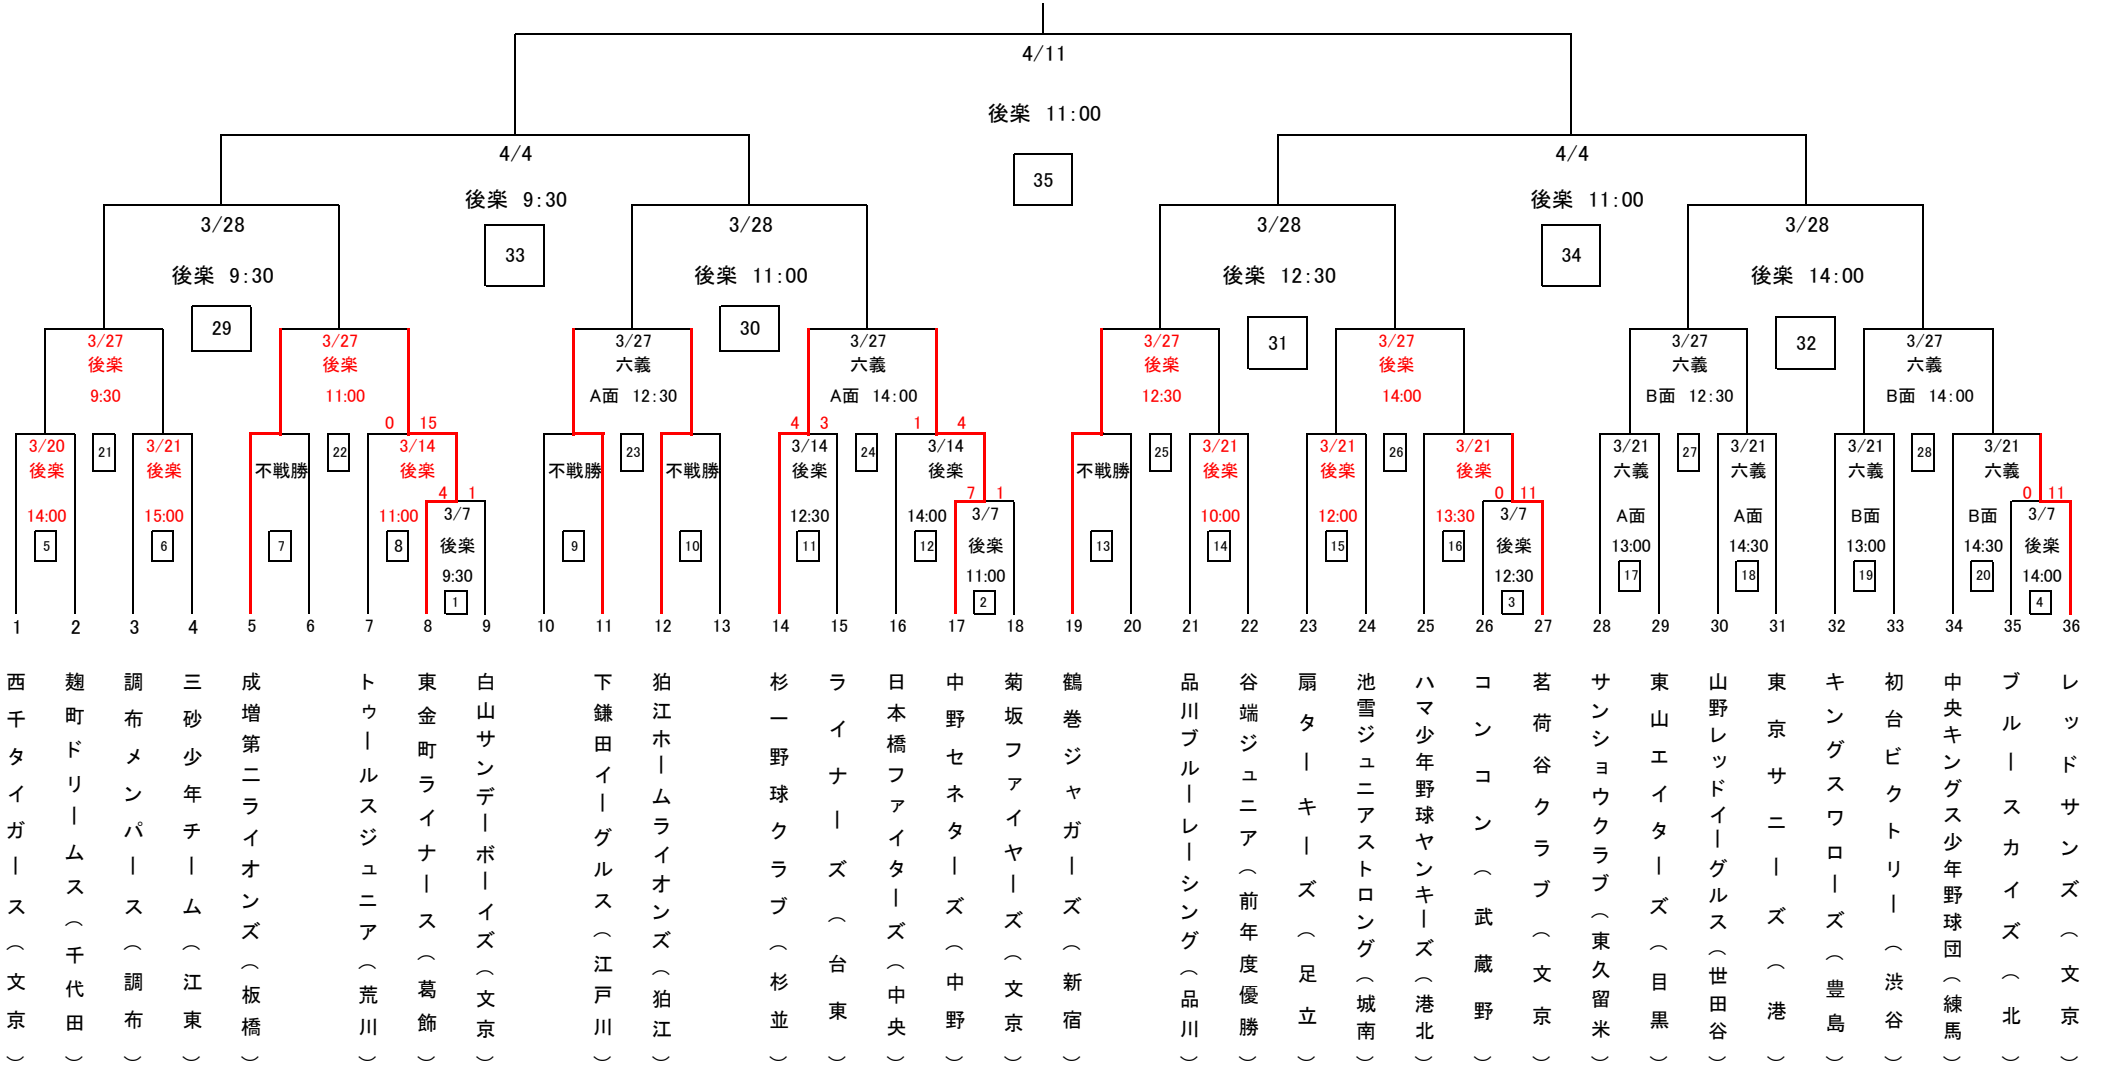 4/11
後楽 11:00
35
4/4
後楽 9:30
33
4/4
後楽 11:00
34
3/28
後楽 9:30
29
3/28
後楽 11:00
30
3/28
後楽 12:30
31
3/28
後楽 14:00
32
3/27
後楽
9:30
21
3/27
後楽
11:00
22
3/27
六義
A面 12:30
23
3/27
六義
A面 14:00
24
3/27
後楽
12:30
25
3/27
後楽
14:00
26
3/27
六義
B面 12:30
27
3/27
六義
B面 14:00
28
3/20
後楽
14:00
5
3/21
後楽
15:00
6
不戦勝
7
0 15
3/14
後楽
11:00
8
不戦勝
9
不戦勝
10
4 3
3/14
後楽
12:30
11
1 4
3/14
後楽
14:00
12
不戦勝
13
3/21
後楽
10:00
14
3/21
後楽
12:00
15
3/21
後楽
13:30
16
3/21
六義
A面
13:00
17
3/21
六義
A面
14:30
18
3/21
六義
B面
13:00
19
3/21
六義
B面
14:30
20
4 1
3/7
後楽
9:30
1
7 1
3/7
後楽
11:00
2
0 11
3/7
後楽
12:30
3
0 11
3/7
後楽
14:00
4
1 2 3 4 5 6 7 8 9 10 11 12 13 14 15 16 17 18 19 20 21 22 23 24 25 26 27 28 29 30 31 32 33 34 35 36
西千タイガース(文京)
麹町ドリームス(千代田)
調布メンパース(調布)
三砂少年チーム(江東)
成増第二ライオンズ(板橋)
トゥールスジュニア(荒川)
東金町ライナース(葛飾)
白山サンデーボーイズ(文京)
下鎌田イーグルス(江戸川)
狛江ホームライオンズ(狛江)
杉一野球クラブ(杉並)
ライナーズ(台東)
日本橋ファイターズ(中央)
中野セネターズ(中野)
菊坂ファイヤーズ(文京)
鶴巻ジャガーズ(新宿)
品川ブルーレーシング(品川)
谷端ジュニア(前年度優勝)
扇ターキーズ(足立)
池雪ジュニアストロング(城南)
ハマ少年野球ヤンキーズ(港北)
コンコン(武蔵野)
茗荷谷クラブ(文京)
サンショウクラブ(東久留米)
東山エイターズ(目黒)
山野レッドイーグルス(世田谷)
東京サニーズ(港)
キングスワローズ(豊島)
初台ビクトリー(渋谷)
中央キングス少年野球団(練馬)
ブルースカイズ(北)
レッドサンズ(文京)